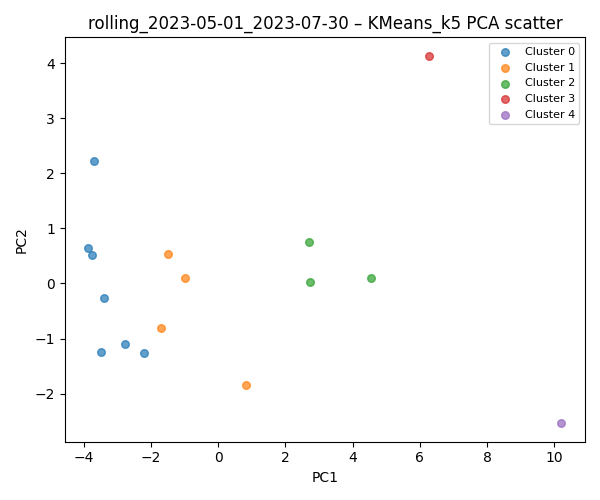 rolling_2023-05-01_2023-07-30 – KMeans_k5 PCA scatter
Cluster 0
Cluster 1
Cluster 2
Cluster 3
Cluster 4
4
3
2
1
0
−1
−2
PC2
−4
−2
0
2
4
6
8
10
PC1